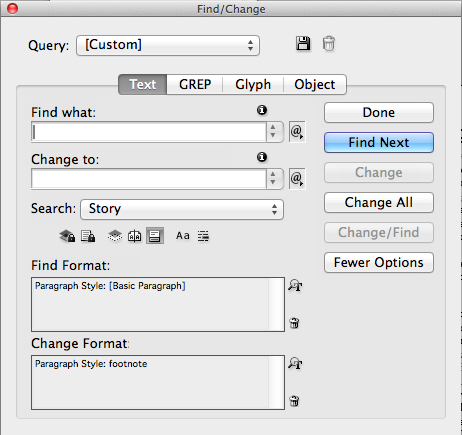 Find/Change
Query: [Custom]
Text GREP Glyph Object
Find what:
Change to:
Search: Story
Aa
Find Format:
Paragraph Style: [Basic Paragraph]
Change Format:
Paragraph Style: footnote
Done
Find Next
Change
Change All
Change/Find
Fewer Options